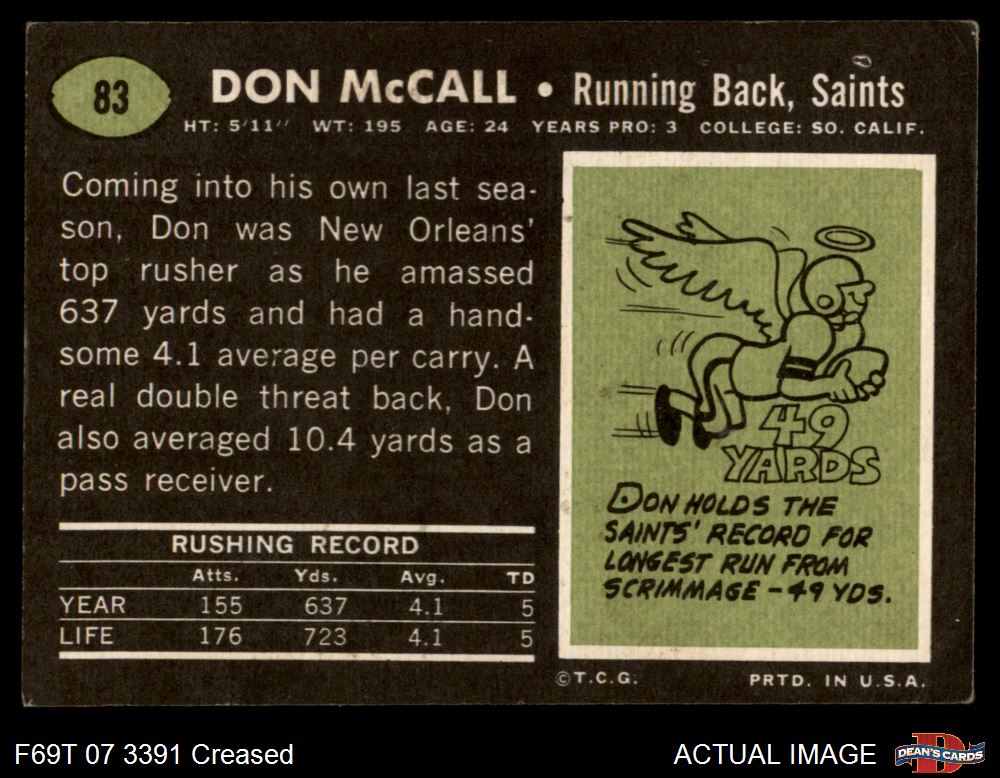 83
DON McCALL • Running Back, Saints
HT: 5'11" WT: 195 AGE: 24 YEARS PRO: 3 COLLEGE: SO. CALIF.
Coming into his own last sea-
son, Don was New Orleans'
top rusher as he amassed
637 yards and had a hand-
some 4.1 average per carry. A
real double threat back, Don
also averaged 10.4 yards as a
pass receiver.
RUSHING RECORD
Atts. Yds. Avg. TD
YEAR 155 637 4.1 5
LIFE 176 723 4.1 5
49
YARDS
DON HOLDS THE
SAINTS' RECORD FOR
LONGEST RUN FROM
SCRIMMAGE - 49 YDS.
©T.C.G. PRTD. IN U.S.A.
F69T 07 3391 Creased
ACTUAL IMAGE
DEAN'S CARDS